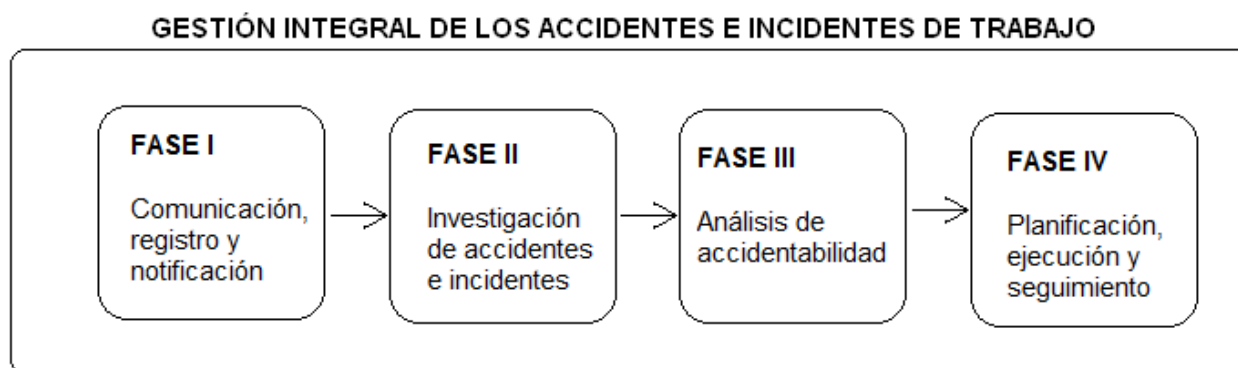 GESTIÓN INTEGRAL DE LOS ACCIDENTES E INCIDENTES DE TRABAJO
FASE I
Comunicación,
registro y
notificación
FASE II
Investigación
de accidentes
e incidentes
FASE III
Análisis de
accidentabilidad
FASE IV
Planificación,
ejecución y
seguimiento